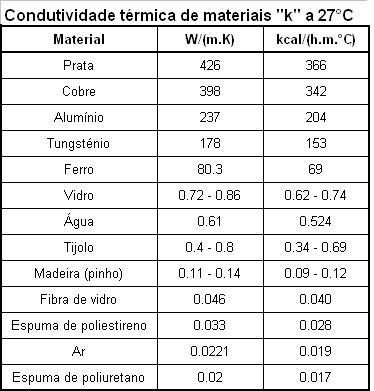 Condutividade térmica de materiais "k" a 27°C
Material W/(m.K) kcal/(h.m.°C)
Prata 426 366
Cobre 398 342
Alumínio 237 204
Tungsténio 178 153
Ferro 80.3 69
Vidro 0.72 - 0.86 0.62 - 0.74
Água 0.61 0.524
Tijolo 0.4 - 0.8 0.34 - 0.69
Madeira (pinho) 0.11 - 0.14 0.09 - 0.12
Fibra de vidro 0.046 0.040
Espuma de poliestireno 0.033 0.028
Ar 0.0221 0.019
Espuma de poliuretano 0.02 0.017